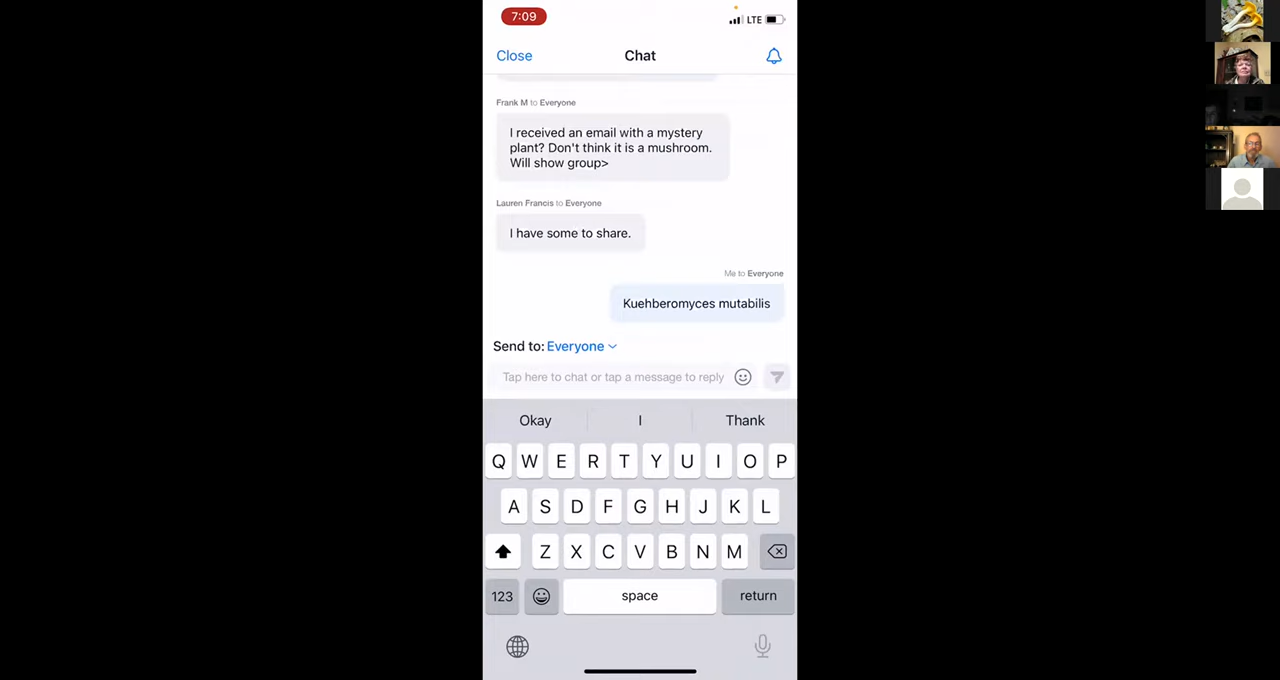 7:09
LTE
Close
Chat
Frank M to Everyone
I received an email with a mystery
plant? Don't think it is a mushroom.
Will show group>
Lauren Francis to Everyone
I have some to share.
Me to Everyone
Kuehberomyces mutabilis
Send to: Everyone
Tap here to chat or tap a message to reply
Okay
I
Thank
Q W E R T Y U I O P
A S D F G H J K L
Z X C V B N M
123
space
return